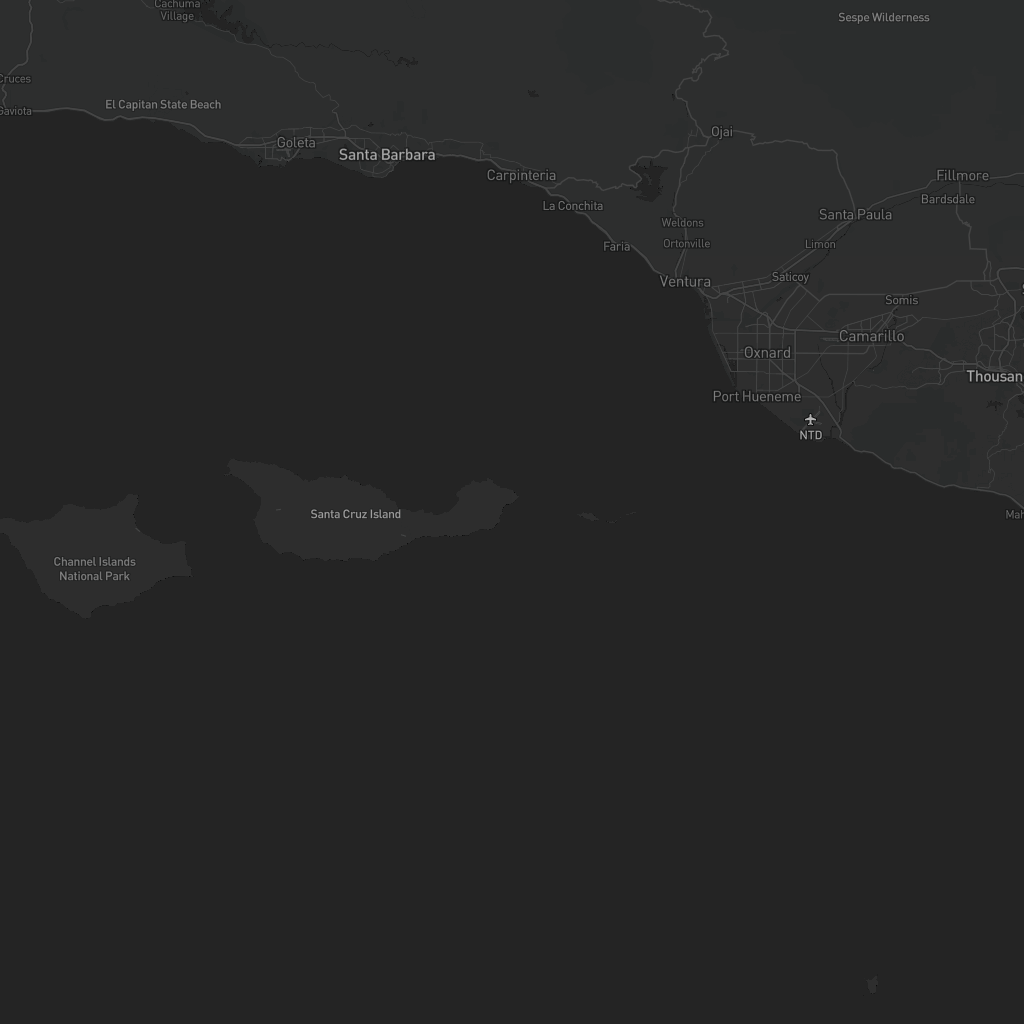 Cachuma
Village
Sespe Wilderness
Cruces
El Capitan State Beach
Gaviota
Ojai
Goleta
Santa Barbara
Carpinteria
Fillmore
Bardsdale
La Conchita
Santa Paula
Weldons
Ortonville
Limon
Faria
Saticoy
Ventura
Somis
Camarillo
Oxnard
Thousan
Port Hueneme
NTD
Santa Cruz Island
Mah
Channel Islands
National Park